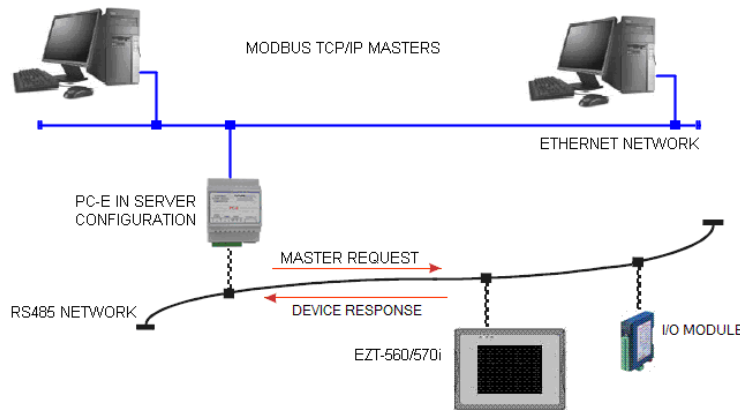 MODBUS TCP/IP MASTERS
ETHERNET NETWORK
PC-E IN SERVER
CONFIGURATION
MASTER REQUEST
RS485 NETWORK
DEVICE RESPONSE
I/O MODULE
EZT-560/570i